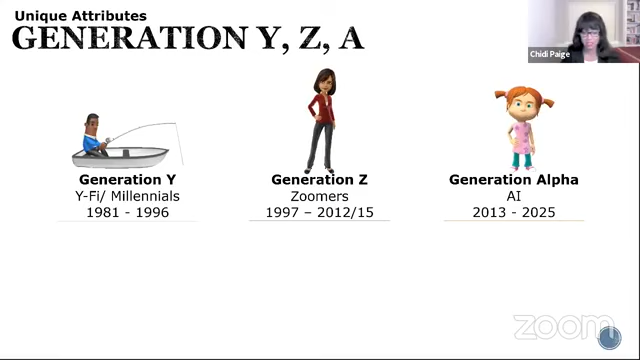 Unique Attributes
GENERATION Y, Z, A
Chidi Paige
Generation Y
Y-Fi/ Millennials
1981 - 1996
Generation Z
Zoomers
1997 – 2012/15
Generation Alpha
AI
2013 - 2025
zoom